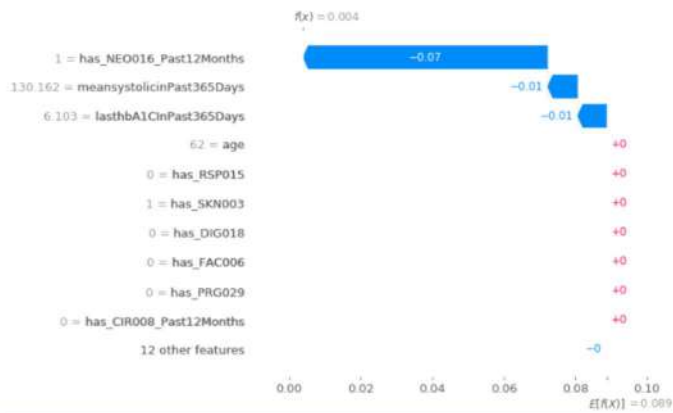 f(x) = 0.004
1 = has_NEO016_Past12Months
−0.07
130.162 = meansystolicinPast365Days
−0.01
6.103 = lasthbA1CInPast365Days
−0.01
62 = age
+0
0 = has_RSP015
+0
1 = has_SKN003
+0
0 = has_DIG018
+0
0 = has_FAC006
+0
0 = has_PRG029
+0
0 = has_CIR008_Past12Months
+0
12 other features
−0
0.00 0.02 0.04 0.06 0.08 0.10
E[f(X)] = 0.089